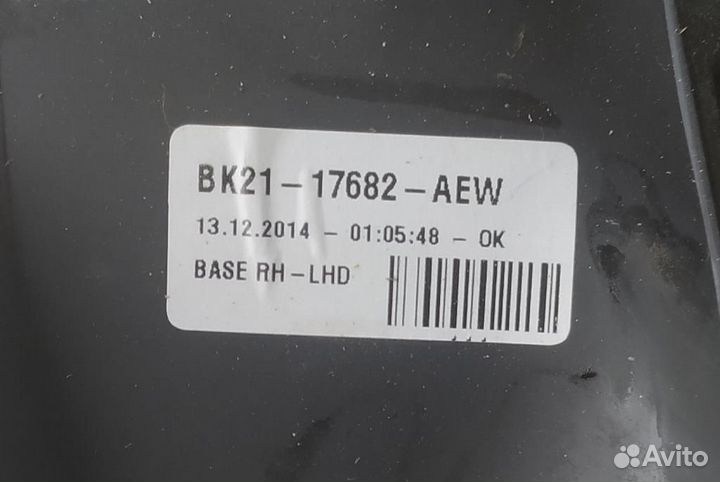 BK21-17682-AEW
13.12.2014 - 01:05:48 - OK
BASE RH-LHD
Avito